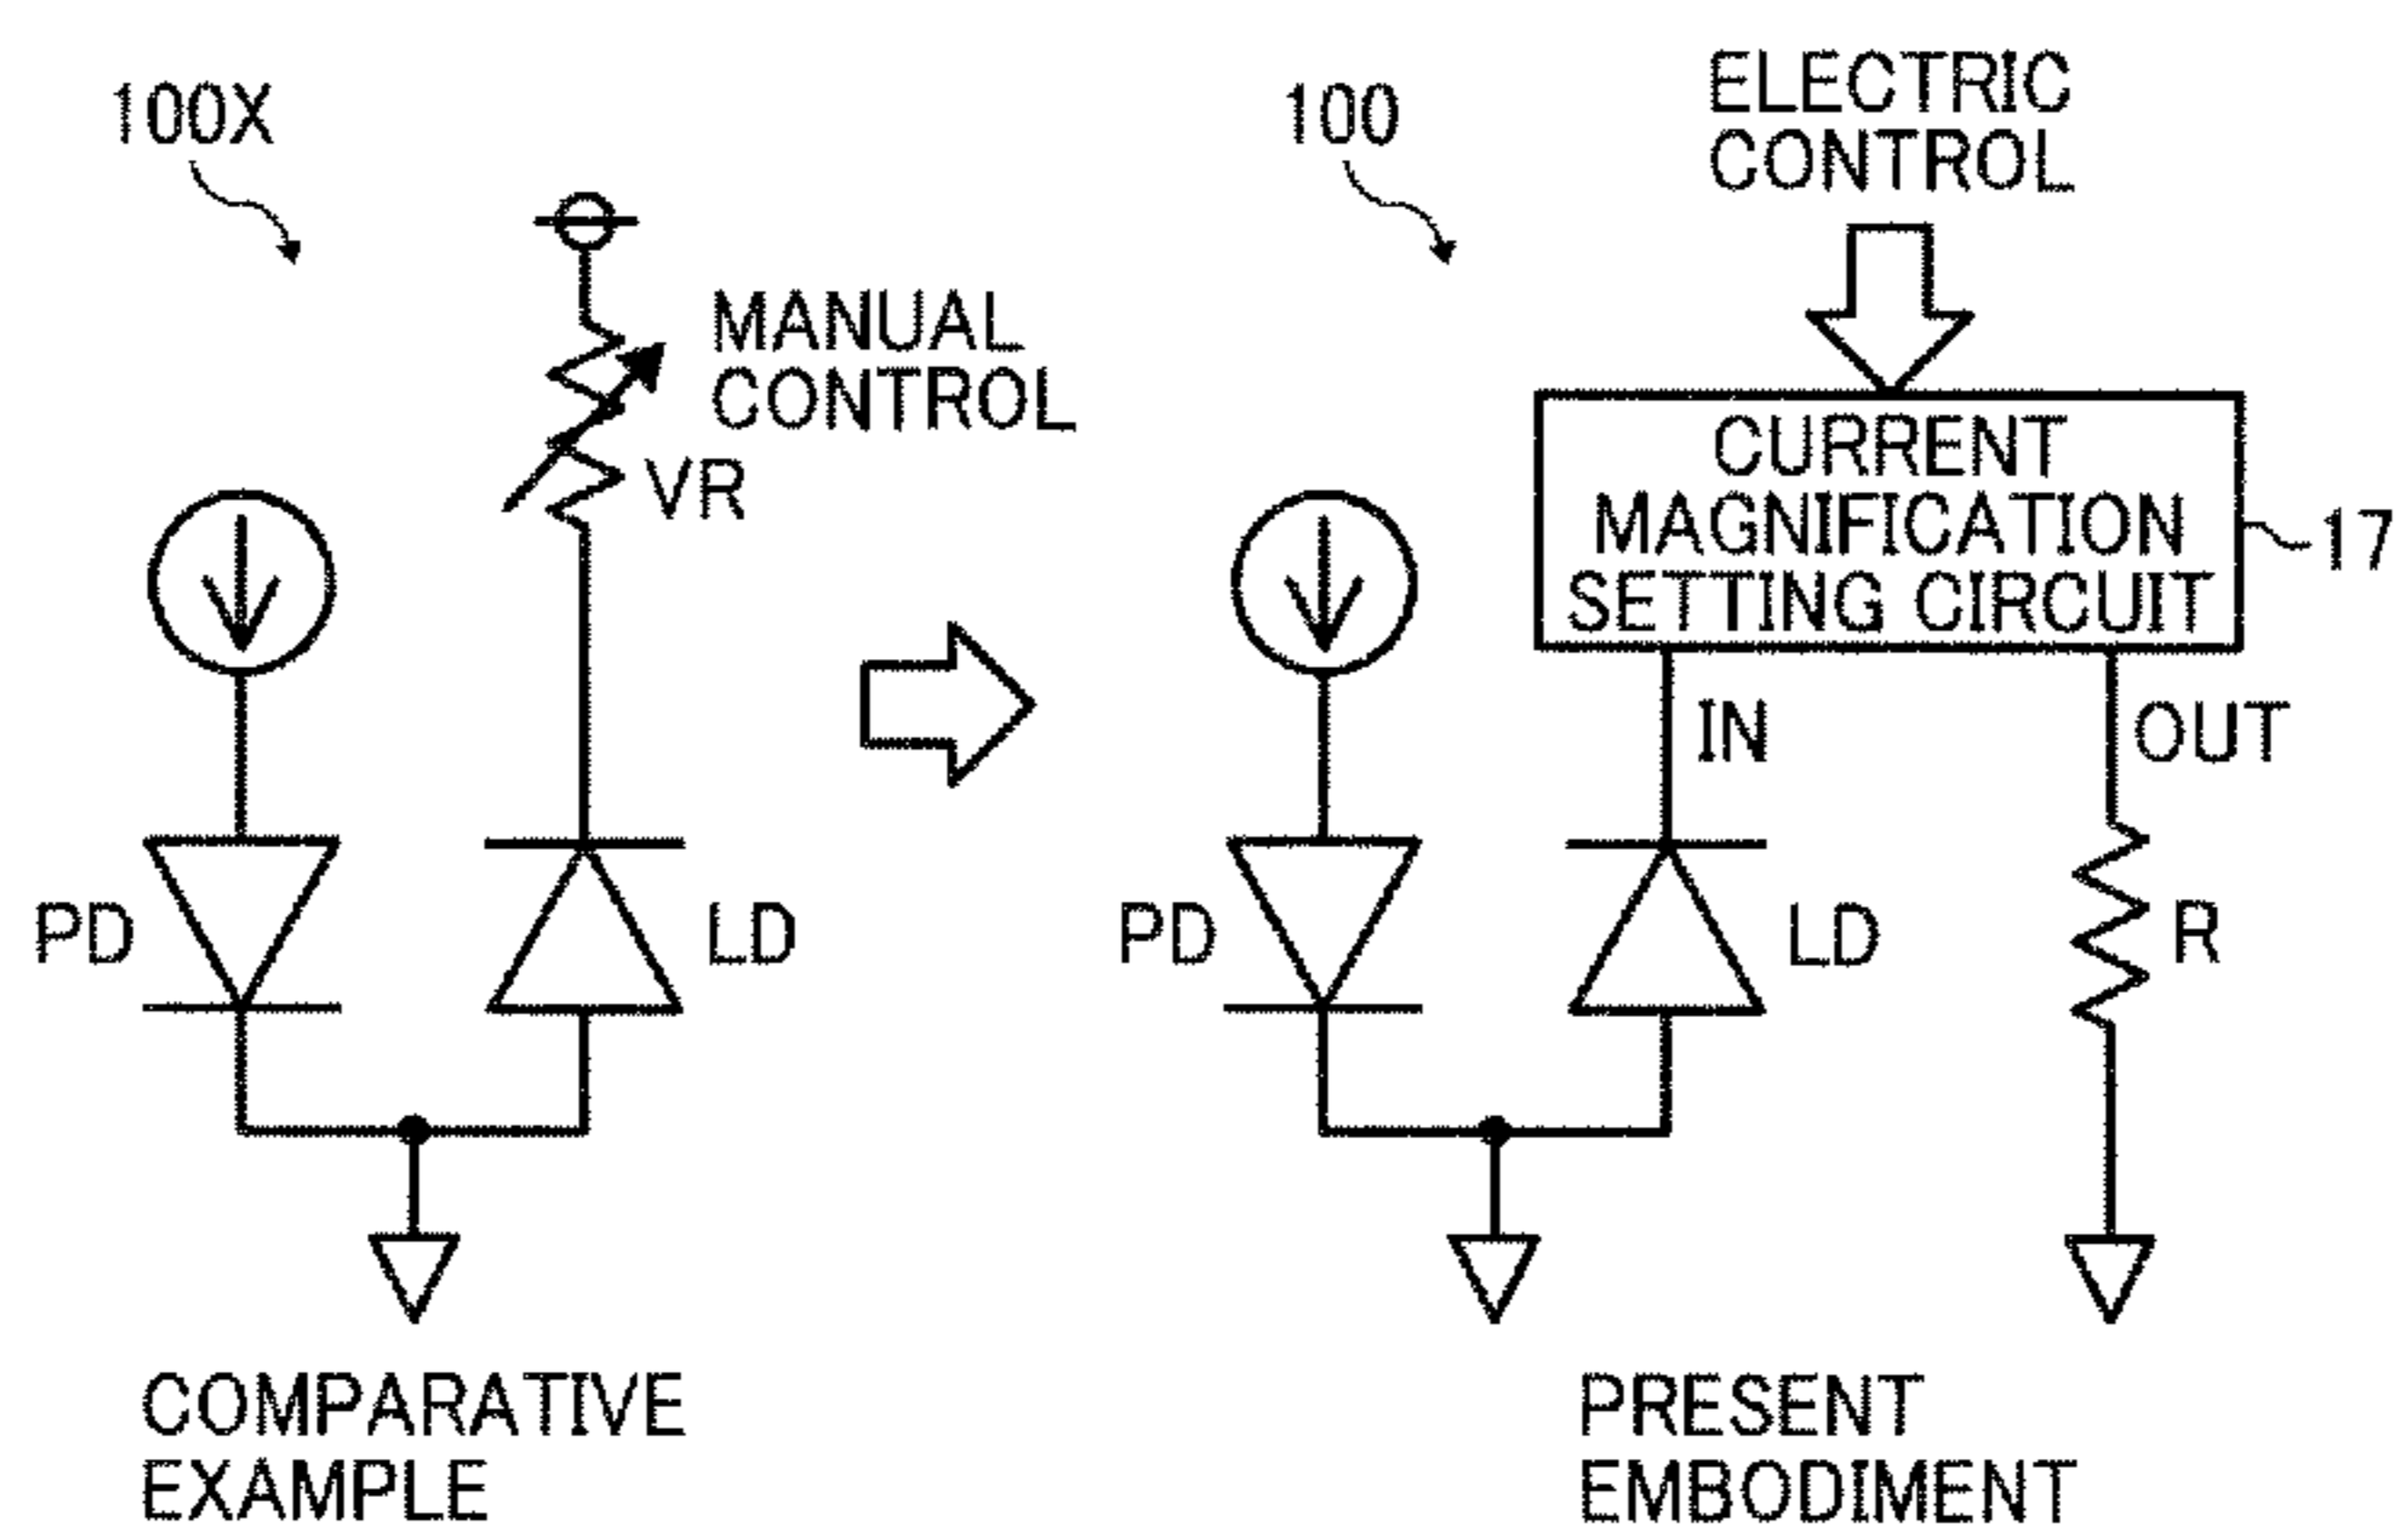 100X
MANUAL
CONTROL
VR
PD
LD
COMPARATIVE
EXAMPLE
100
ELECTRIC
CONTROL
CURRENT
MAGNIFICATION
SETTING CIRCUIT
17
IN
OUT
PD
LD
R
PRESENT
EMBODIMENT